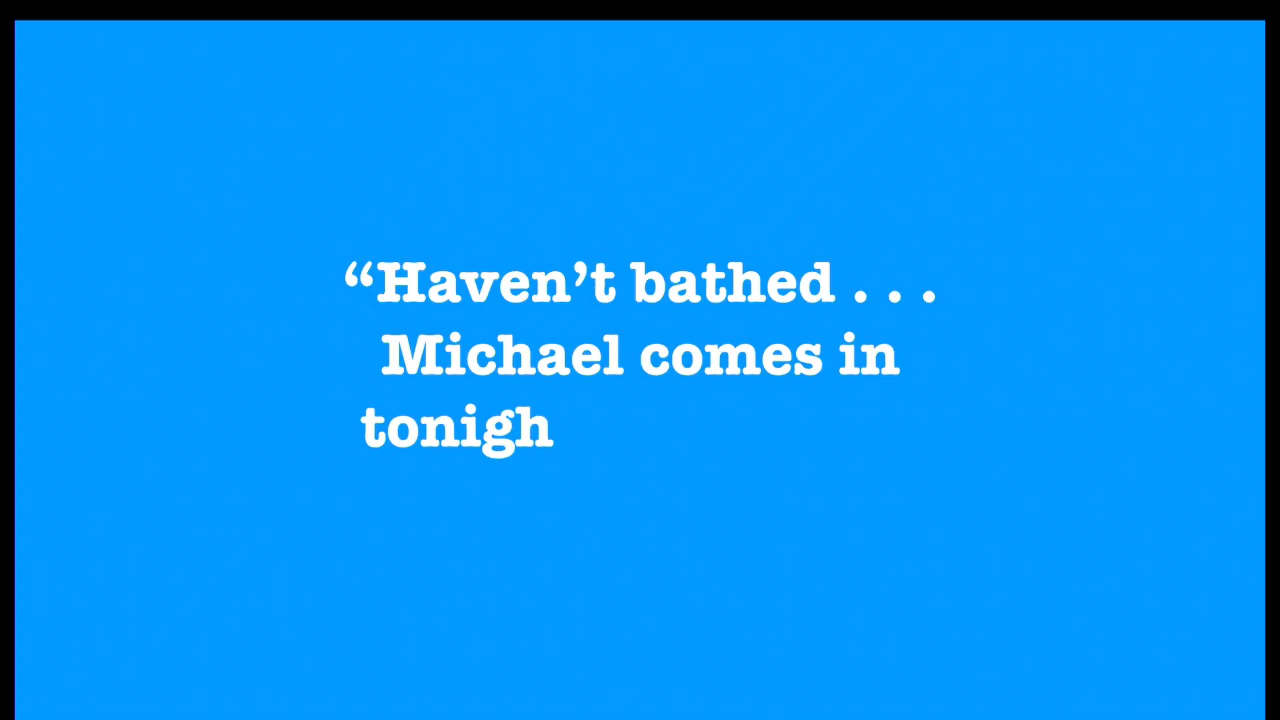 “Haven’t bathed . . .
Michael comes in
tonigh